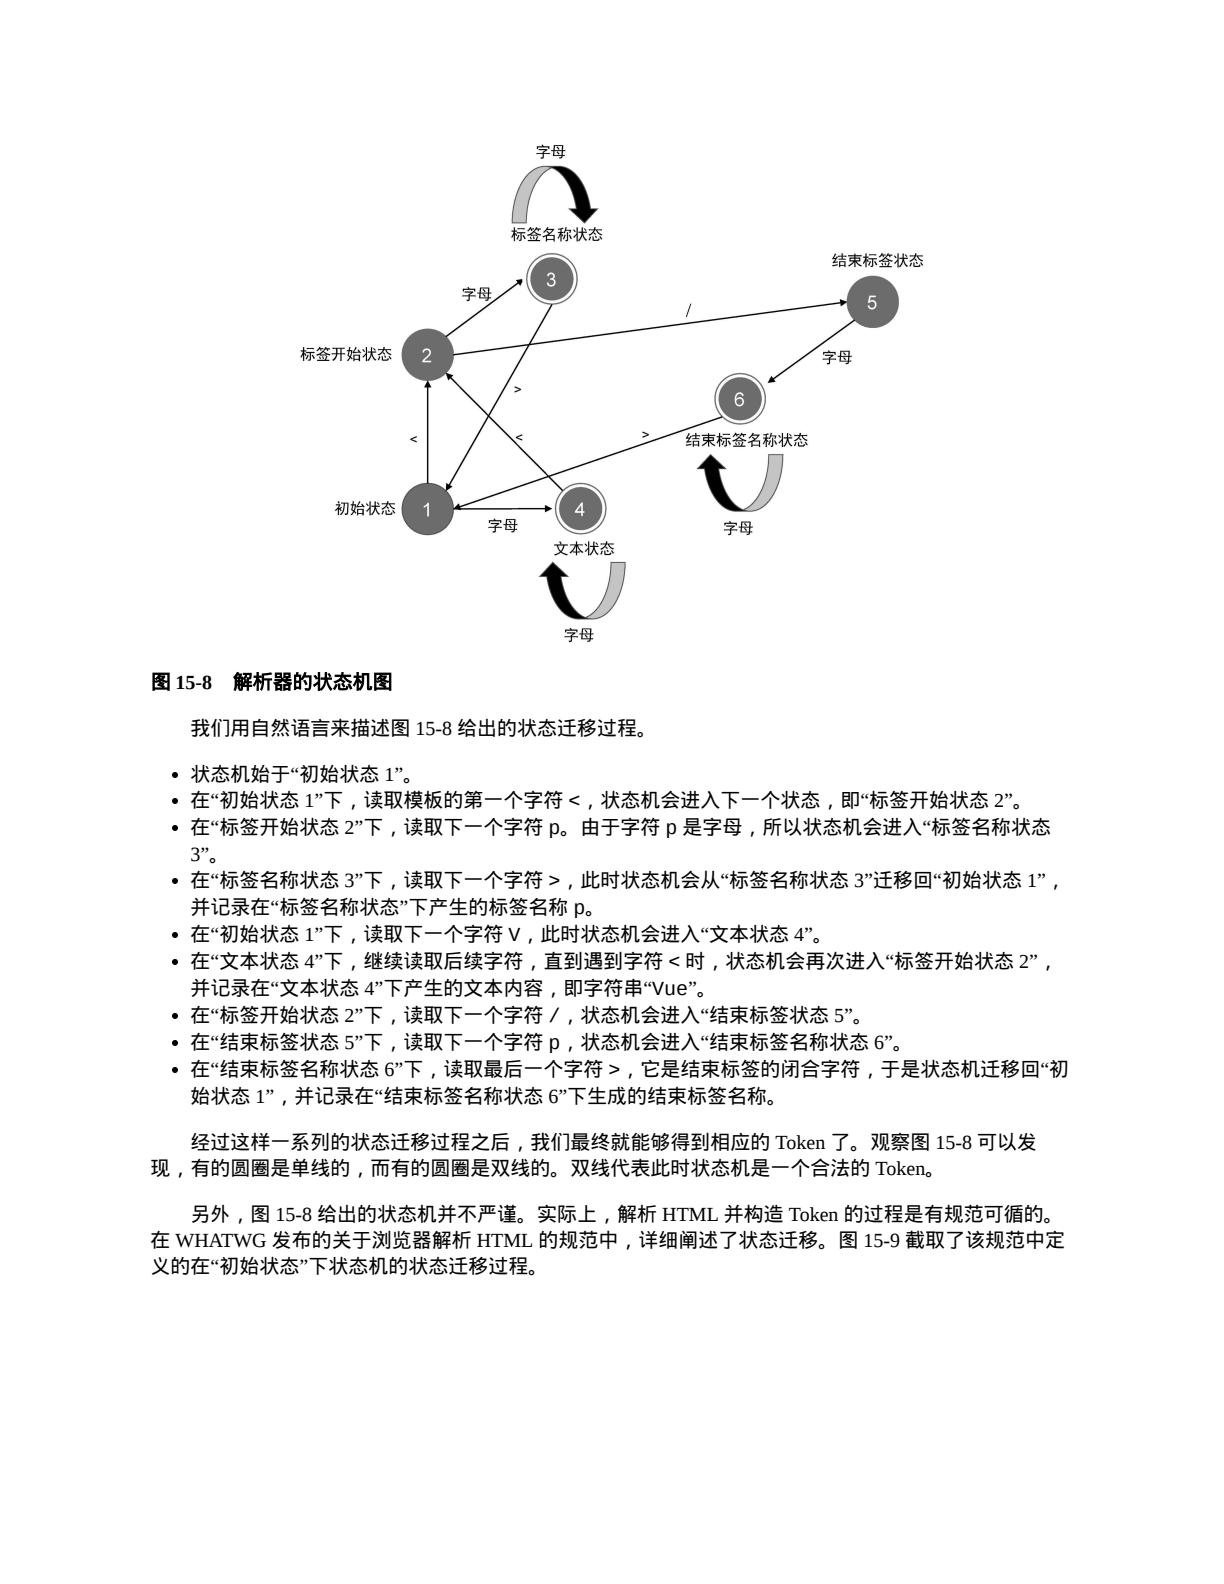 字母
标签名称状态
结束标签状态
3
字母
/
5
标签开始状态
2
字母
>
6
<
<
>
结束标签名称状态
初始状态
1
4
字母
字母
文本状态
字母
图 15-8 解析器的状态机图
我们用自然语言来描述图 15-8 给出的状态迁移过程。
• 状态机始于“初始状态 1”。
• 在“初始状态 1”下，读取模板的第一个字符 <，状态机会进入下一个状态，即“标签开始状态 2”。
• 在“标签开始状态 2”下，读取下一个字符 p。由于字符 p 是字母，所以状态机会进入“标签名称状态
3”。
• 在“标签名称状态 3”下，读取下一个字符 >，此时状态机会从“标签名称状态 3”迁移回“初始状态 1”，
并记录在“标签名称状态”下产生的标签名称 p。
• 在“初始状态 1”下，读取下一个字符 V，此时状态机会进入“文本状态 4”。
• 在“文本状态 4”下，继续读取后续字符，直到遇到字符 < 时，状态机会再次进入“标签开始状态 2”，
并记录在“文本状态 4”下产生的文本内容，即字符串“Vue”。
• 在“标签开始状态 2”下，读取下一个字符 /，状态机会进入“结束标签状态 5”。
• 在“结束标签状态 5”下，读取下一个字符 p，状态机会进入“结束标签名称状态 6”。
• 在“结束标签名称状态 6”下，读取最后一个字符 >，它是结束标签的闭合字符，于是状态机迁移回“初
始状态 1”，并记录在“结束标签名称状态 6”下生成的结束标签名称。
经过这样一系列的状态迁移过程之后，我们最终就能够得到相应的 Token 了。观察图 15-8 可以发
现，有的圆圈是单线的，而有的圆圈是双线的。双线代表此时状态机是一个合法的 Token。
另外，图 15-8 给出的状态机并不严谨。实际上，解析 HTML 并构造 Token 的过程是有规范可循的。
在 WHATWG 发布的关于浏览器解析 HTML 的规范中，详细阐述了状态迁移。图 15-9 截取了该规范中定
义的在“初始状态”下状态机的状态迁移过程。